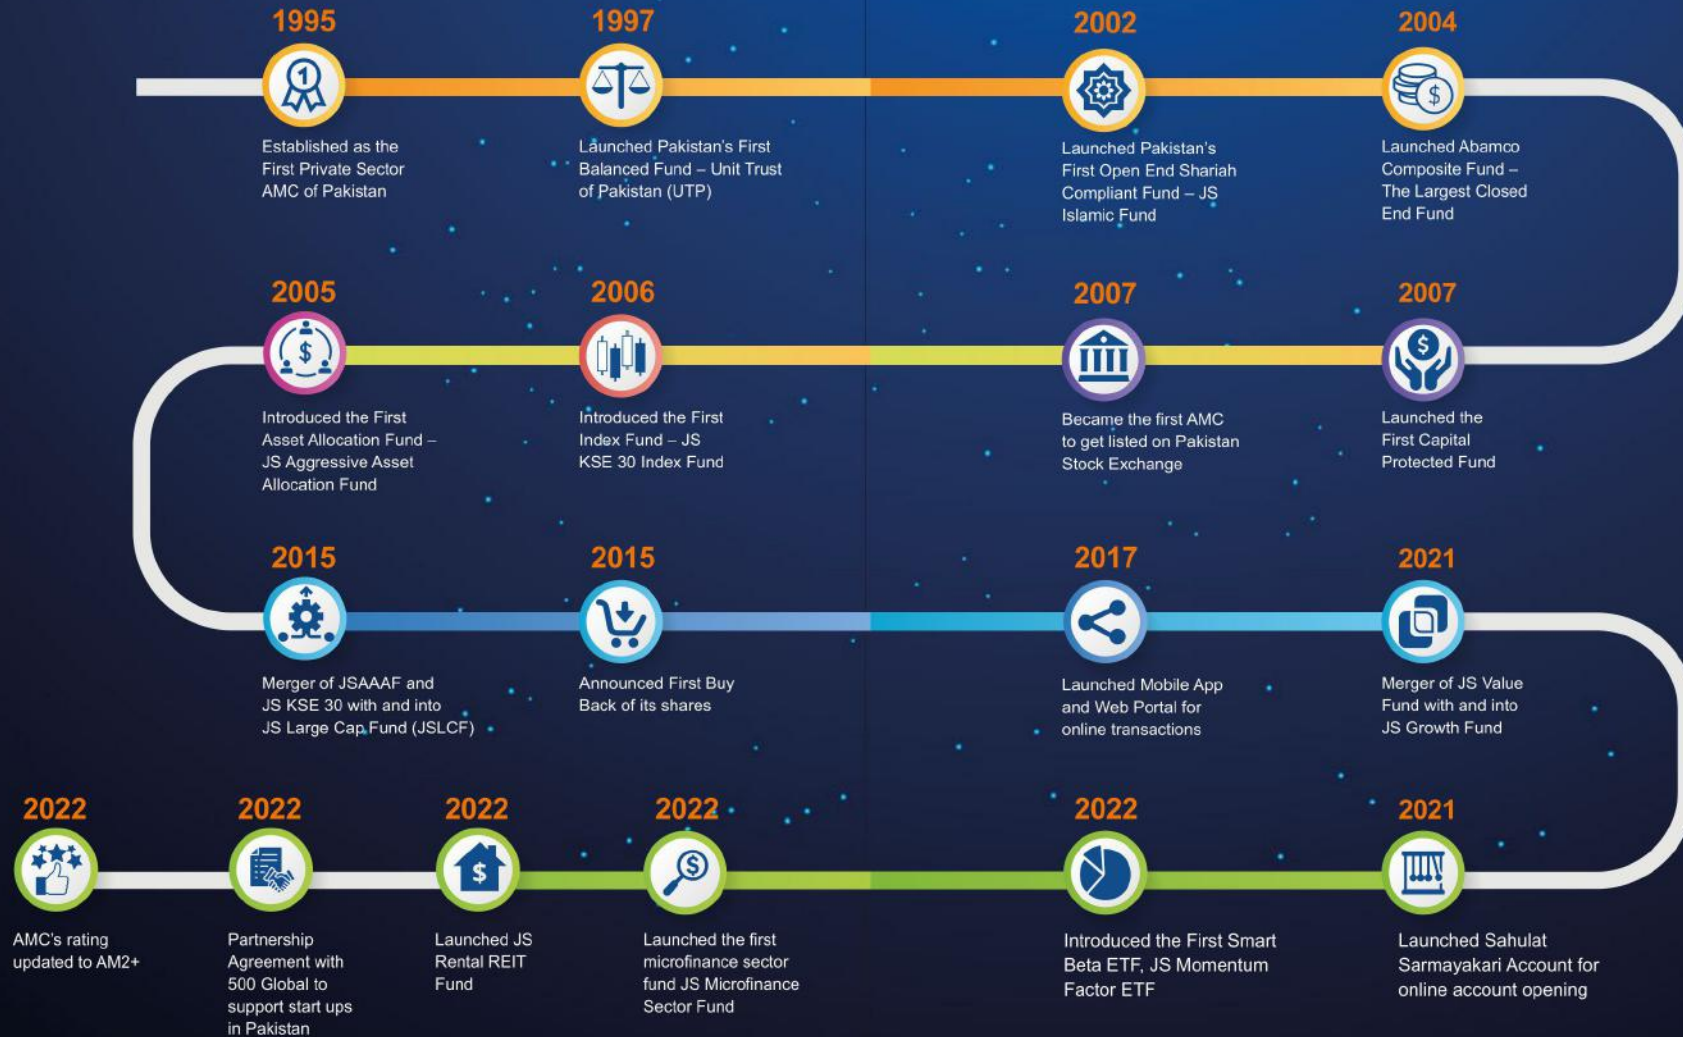 1995
Established as the
First Private Sector
AMC of Pakistan
1997
Launched Pakistan's First
Balanced Fund – Unit Trust
of Pakistan (UTP)
2002
Launched Pakistan's
First Open End Shariah
Compliant Fund – JS
Islamic Fund
2004
Launched Abamco
Composite Fund –
The Largest Closed
End Fund
2005
Introduced the First
Asset Allocation Fund –
JS Aggressive Asset
Allocation Fund
2006
Introduced the First
Index Fund – JS
KSE 30 Index Fund
2007
Became the first AMC
to get listed on Pakistan
Stock Exchange
2007
Launched the
First Capital
Protected Fund
2015
Merger of JSAAAF and
JS KSE 30 with and into
JS Large Cap Fund (JSLCF)
2015
Announced First Buy
Back of its shares
2017
Launched Mobile App
and Web Portal for
online transactions
2021
Merger of JS Value
Fund with and into
JS Growth Fund
2022
AMC's rating
updated to AM2+
2022
Partnership
Agreement with
500 Global to
support start ups
in Pakistan
2022
Launched JS
Rental REIT
Fund
2022
Launched the first
microfinance sector
fund JS Microfinance
Sector Fund
2022
Introduced the First Smart
Beta ETF, JS Momentum
Factor ETF
2021
Launched Sahulat
Sarmayakari Account for
online account opening